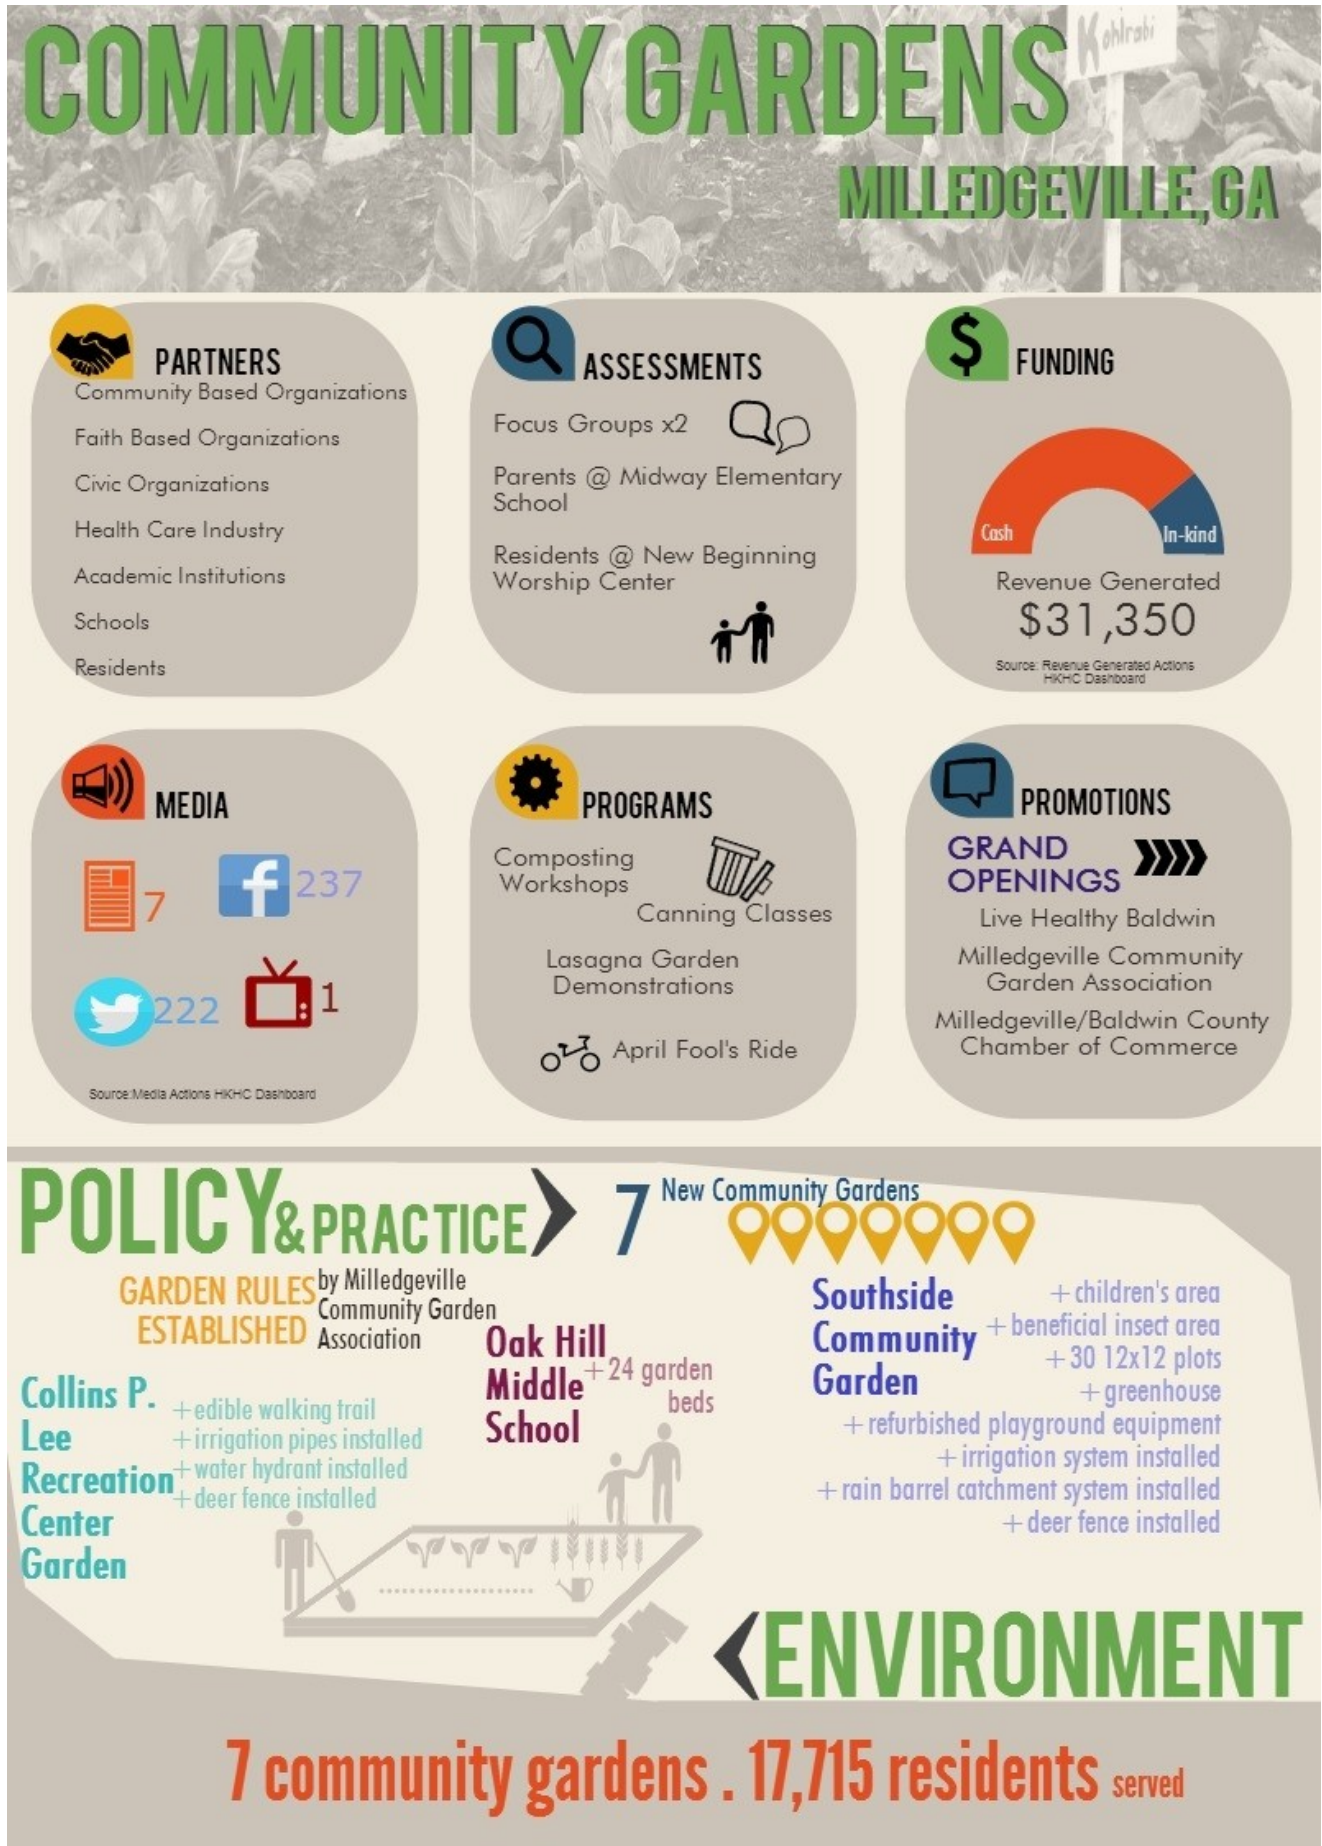 COMMUNITY GARDENS
Kohlrabi
MILLEDGEVILLE, GA
PARTNERS
Community Based Organizations
Faith Based Organizations
Civic Organizations
Health Care Industry
Academic Institutions
Schools
Residents
ASSESSMENTS
Focus Groups x2
Parents @ Midway Elementary
School
Residents @ New Beginning
Worship Center
$
FUNDING
Cash
In-kind
Revenue Generated
$31,350
Source: Revenue Generated Actions
HKHC Dashboard
MEDIA
7
f
237
222
1
Source:Media Actions HKHC Dashboard
PROGRAMS
Composting
Workshops
Canning Classes
Lasagna Garden
Demonstrations
April Fool's Ride
PROMOTIONS
GRAND
OPENINGS
Live Healthy Baldwin
Milledgeville Community
Garden Association
Milledgeville/Baldwin County
Chamber of Commerce
POLICY & PRACTICE
7 New Community Gardens
GARDEN RULES
ESTABLISHED
by Milledgeville
Community Garden
Association
Collins P.
Lee
Recreation
Center
Garden
+ edible walking trail
+ irrigation pipes installed
+ water hydrant installed
+ deer fence installed
Oak Hill
Middle
School
+ 24 garden
beds
Southside
Community
Garden
+ children's area
+ beneficial insect area
+ 30 12x12 plots
+ greenhouse
+ refurbished playground equipment
+ irrigation system installed
+ rain barrel catchment system installed
+ deer fence installed
ENVIRONMENT
7 community gardens . 17,715 residents served